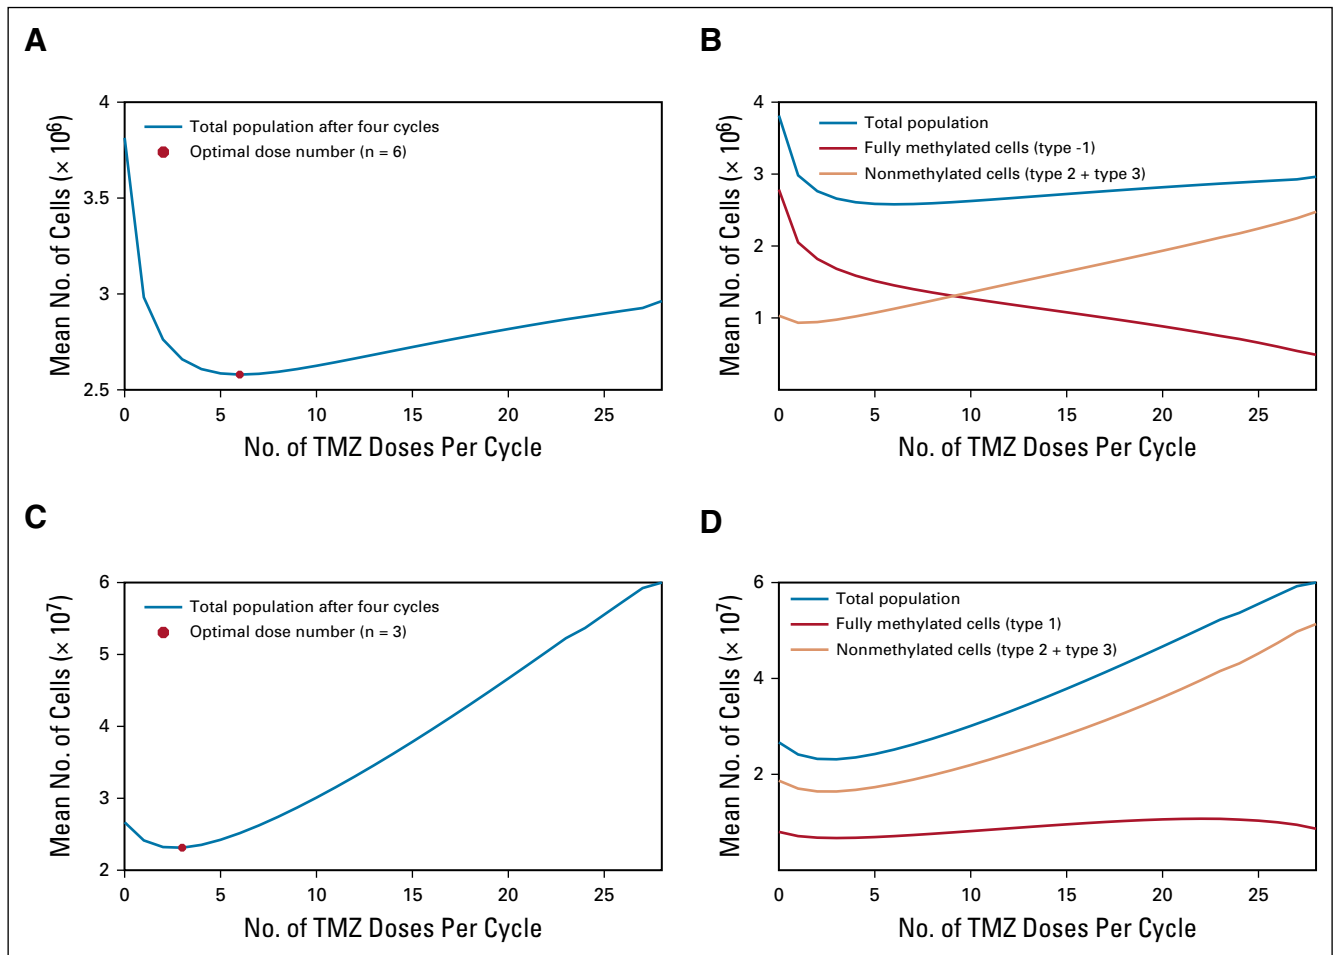 A
Mean No. of Cells (× 10⁶)
4
3.5
3
2.5
Total population after four cycles
Optimal dose number (n = 6)
0 5 10 15 20 25
No. of TMZ Doses Per Cycle
B
Mean No. of Cells (× 10⁶)
4
3
2
1
Total population
Fully methylated cells (type -1)
Nonmethylated cells (type 2 + type 3)
0 5 10 15 20 25
No. of TMZ Doses Per Cycle
C
Mean No. of Cells (× 10⁷)
6
5
4
3
2
Total population after four cycles
Optimal dose number (n = 3)
0 5 10 15 20 25
No. of TMZ Doses Per Cycle
D
Mean No. of Cells (× 10⁷)
6
4
2
Total population
Fully methylated cells (type 1)
Nonmethylated cells (type 2 + type 3)
0 5 10 15 20 25
No. of TMZ Doses Per Cycle